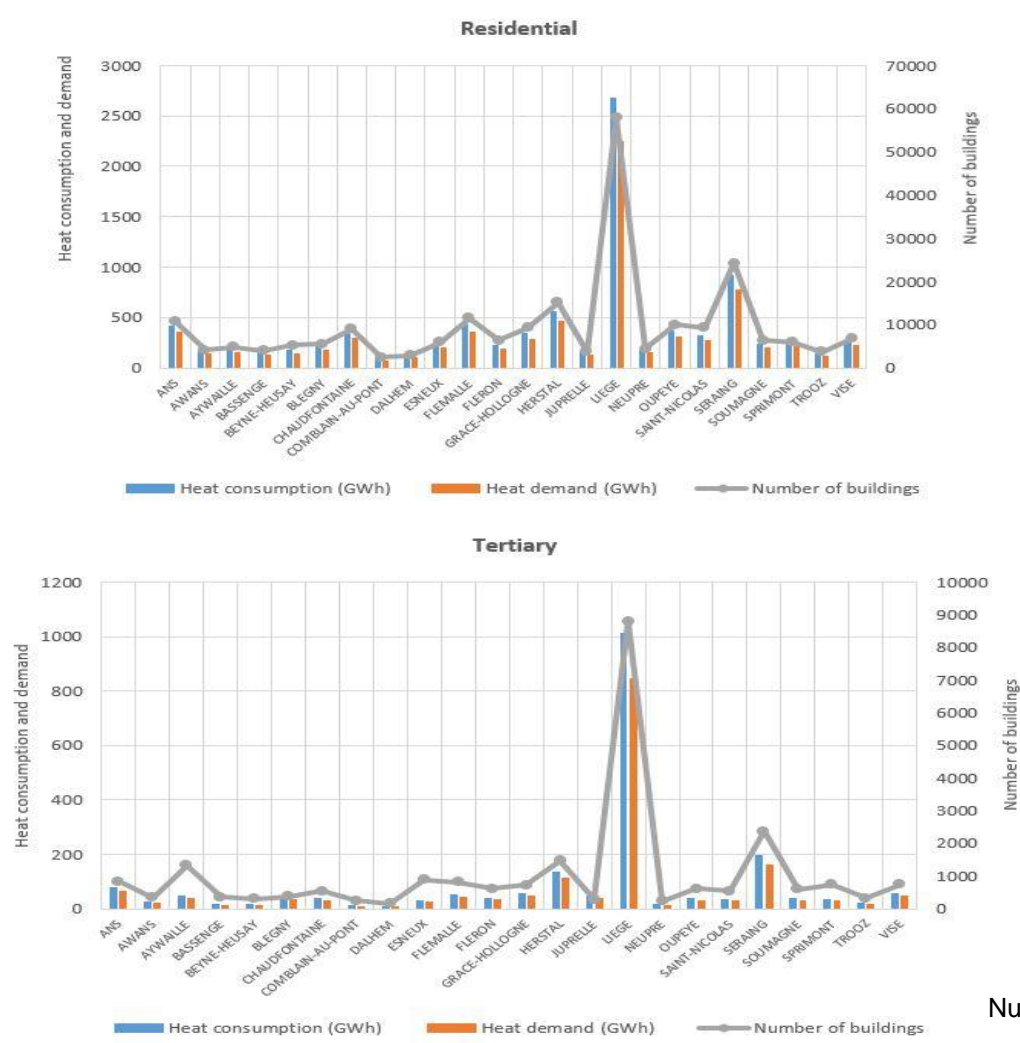 Residential
Heat consumption and demand
3000
2500
2000
1500
1000
500
0
70000
60000
50000
40000
30000
20000
10000
0
Number of buildings
ANS
AWANS
AYWAILLE
BASSENGE
BEYNE-HEUSAY
BLEGNY
CHAUDFONTAINE
COMBLAIN-AU-PONT
DALHEM
ESNEUX
FLEMALLE
FLERON
GRACE-HOLLOGNE
HERSTAL
JUPRELLE
LIEGE
NEUPRE
OUPEYE
SAINT-NICOLAS
SERAING
SOUMAGNE
SPRIMONT
TROOZ
VISE
Heat consumption (GWh) Heat demand (GWh) Number of buildings
Tertiary
Heat consumption and demand
1200
1000
800
600
400
200
0
10000
9000
8000
7000
6000
5000
4000
3000
2000
1000
0
Number of buildings
ANS
AWANS
AYWAILLE
BASSENGE
BEYNE-HEUSAY
BLEGNY
CHAUDFONTAINE
COMBLAIN-AU-PONT
DALHEM
ESNEUX
FLEMALLE
FLERON
GRACE-HOLLOGNE
HERSTAL
JUPRELLE
LIEGE
NEUPRE
OUPEYE
SAINT-NICOLAS
SERAING
SOUMAGNE
SPRIMONT
TROOZ
VISE
Nu
Heat consumption (GWh) Heat demand (GWh) Number of buildings